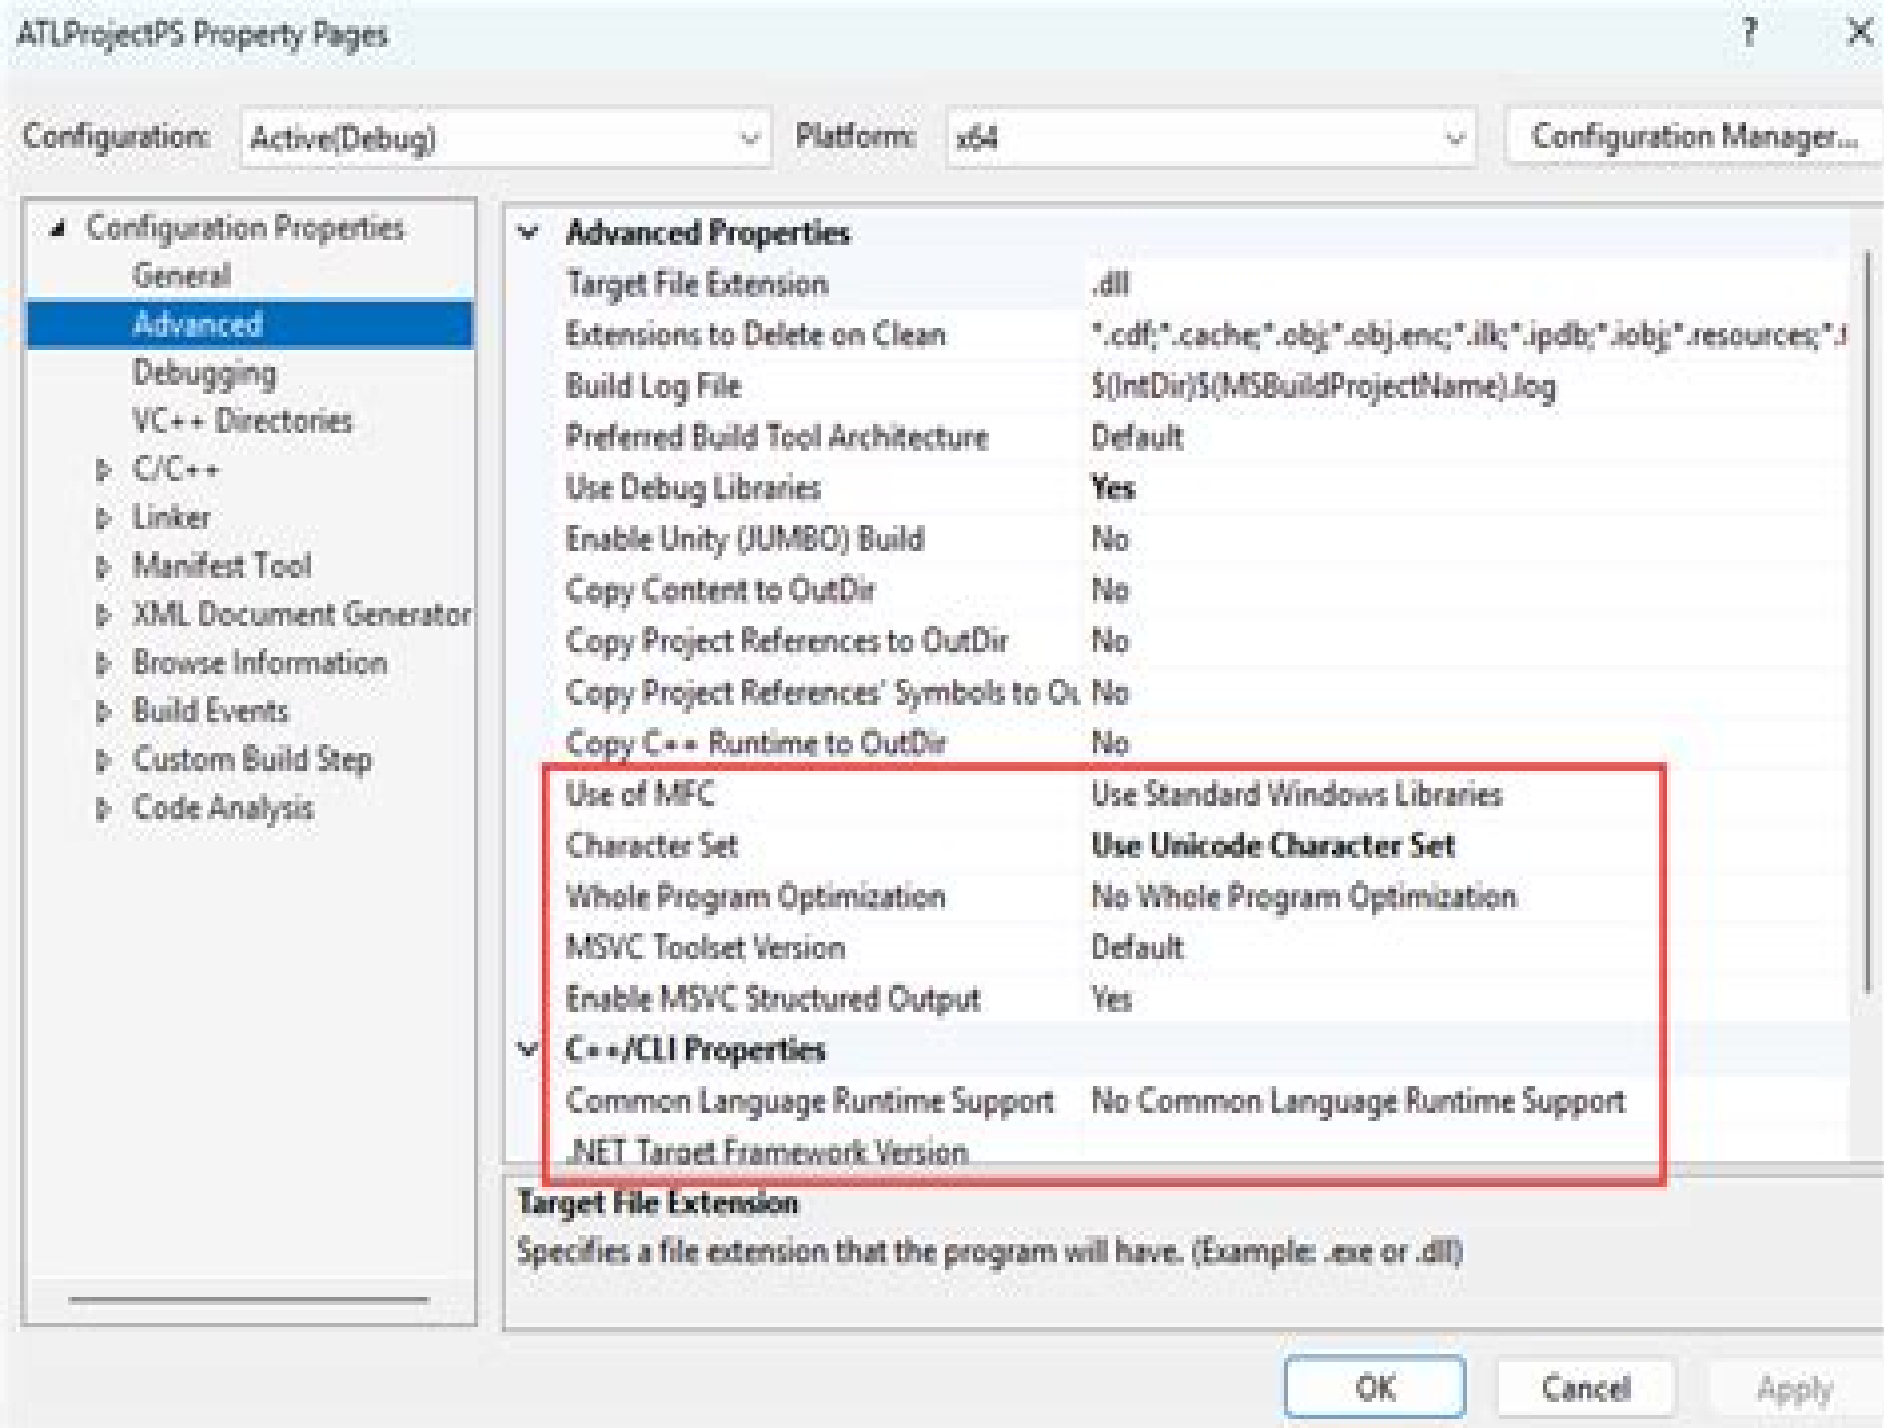 ATLProjectPS Property Pages ? X
Configuration: Active(Debug) Platform: x64 Configuration Manager...
Configuration Properties
General
Advanced
Debugging
VC++ Directories
C/C++
Linker
Manifest Tool
XML Document Generator
Browse Information
Build Events
Custom Build Step
Code Analysis
Advanced Properties
Target File Extension .dll
Extensions to Delete on Clean *.cdf;*.cache;*.obj;*.obj.enc;*.ilk;*.ipdb;*.iobj;*.resources;*.
Build Log File $(IntDir)$(MSBuildProjectName).log
Preferred Build Tool Architecture Default
Use Debug Libraries Yes
Enable Unity (JUMBO) Build No
Copy Content to OutDir No
Copy Project References to OutDir No
Copy Project References' Symbols to Ou No
Copy C++ Runtime to OutDir No
Use of MFC Use Standard Windows Libraries
Character Set Use Unicode Character Set
Whole Program Optimization No Whole Program Optimization
MSVC Toolset Version Default
Enable MSVC Structured Output Yes
C++/CLI Properties
Common Language Runtime Support No Common Language Runtime Support
.NET Target Framework Version
Target File Extension
Specifies a file extension that the program will have. (Example: .exe or .dll)
OK Cancel Apply